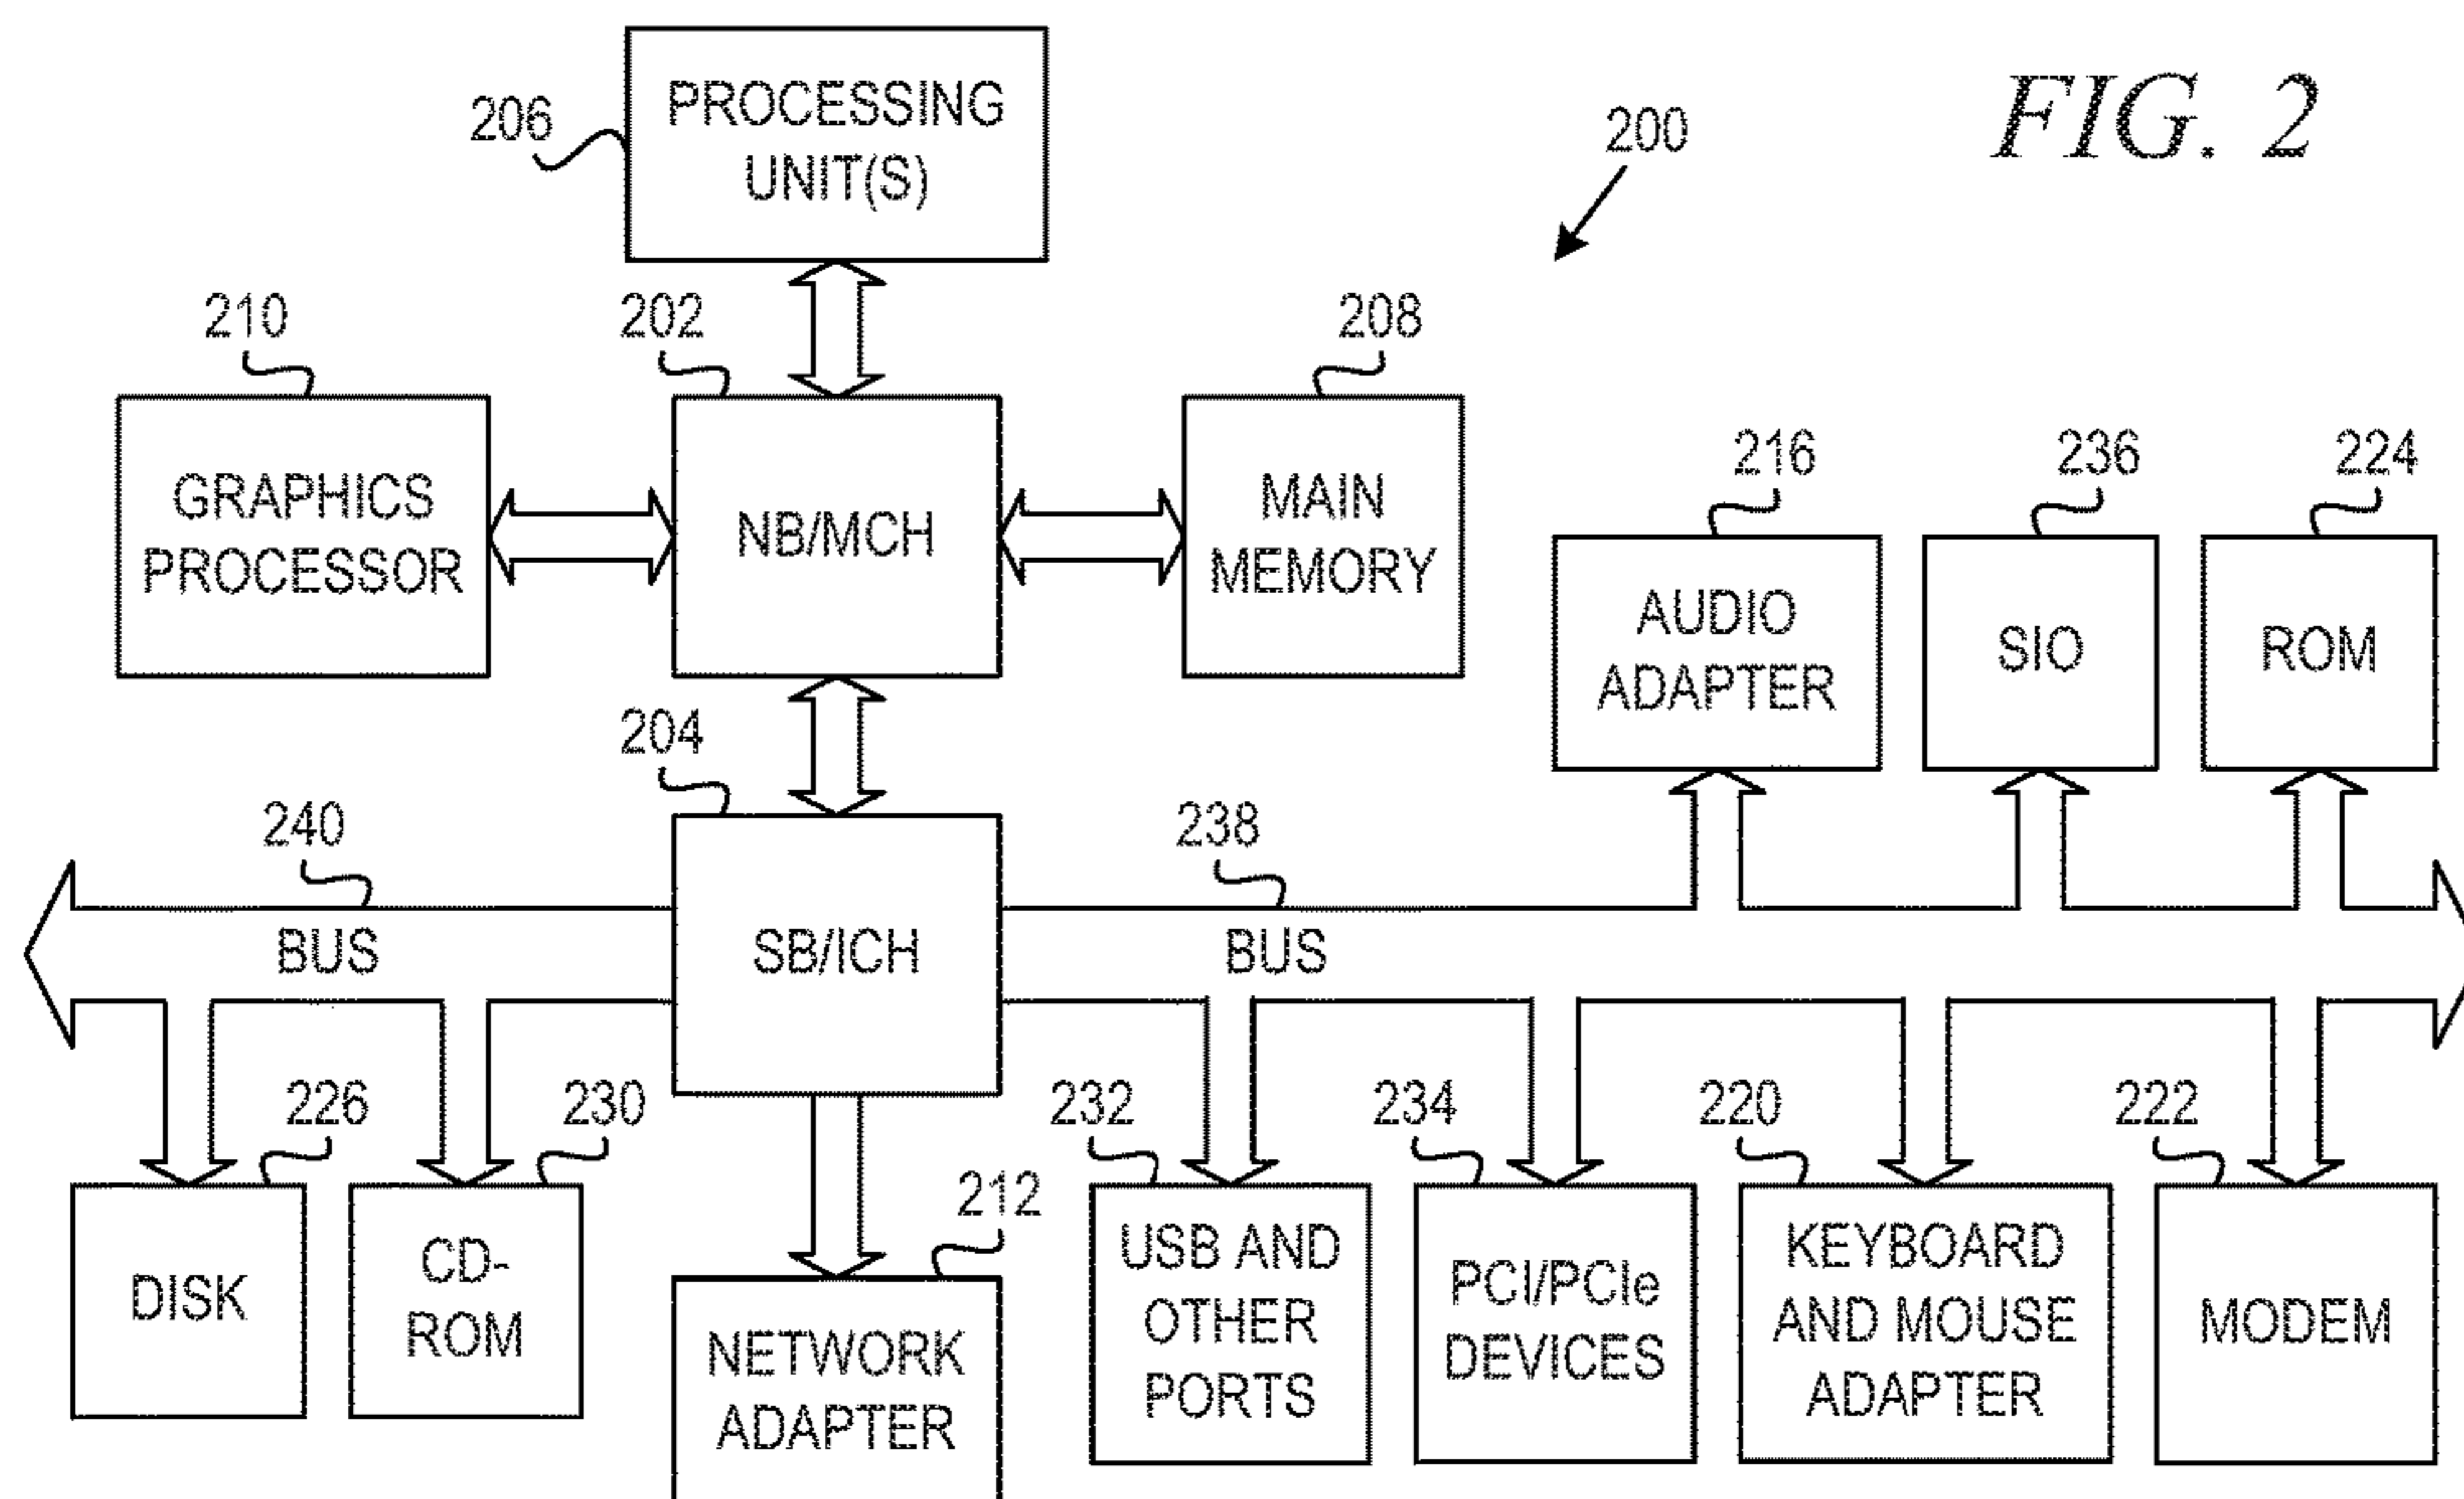 FIG. 2
200
206
PROCESSING
UNIT(S)
210
202
208
GRAPHICS
PROCESSOR
NB/MCH
MAIN
MEMORY
216
236
224
AUDIO
ADAPTER
SIO
ROM
204
240
238
BUS
SB/ICH
BUS
226
230
212
232
234
220
222
DISK
CD-
ROM
NETWORK
ADAPTER
USB AND
OTHER
PORTS
PCI/PCIe
DEVICES
KEYBOARD
AND MOUSE
ADAPTER
MODEM